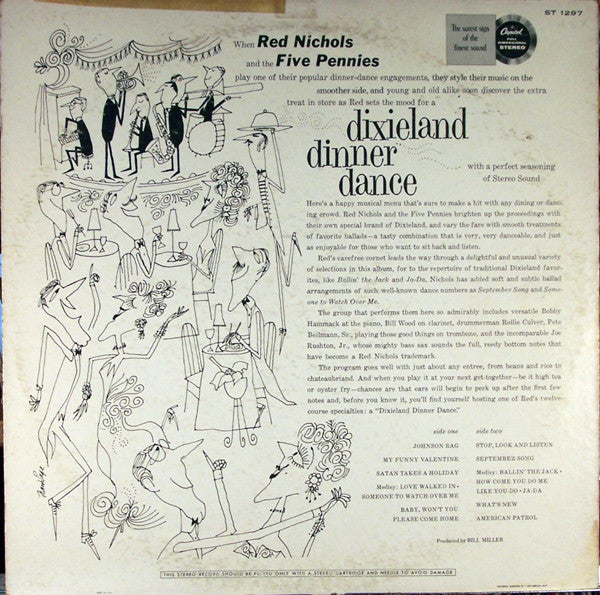 ST 1297
The surest sign
of the
finest sound
Capitol
FULL
DIMENSIONAL
STEREO
When Red Nichols
and the Five Pennies
play one of their popular dinner-dance engagements, they style their music on the
smoother side, and young and old alike soon discover the extra
treat in store as Red sets the mood for a
dixieland
dinner
dance
with a perfect seasoning
of Stereo Sound
Here's a happy musical menu that's sure to make a hit with any dining or danc-
ing crowd. Red Nichols and the Five Pennies brighten up the proceedings with
their own special brand of Dixieland, and vary the fare with smooth treatments
of favorite ballads—a tasty combination that is very, very danceable, and just
as enjoyable for those who want to sit back and listen.
Red's carefree cornet leads the way through a delightful and unusual variety
of selections in this album, for to the repertoire of traditional Dixieland favor-
ites, like Ballin' the Jack and Ja-Da, Nichols has added soft and subtle ballad
arrangements of such well-known dance numbers as September Song and Some-
one to Watch Over Me.
The group that performs them here so admirably includes versatile Bobby
Hammack at the piano, Bill Wood on clarinet, drummerman Rollie Culver, Pete
Beilmann, Sr., playing those good things on trombone, and the incomparable Joe
Rushton, Jr., whose mighty bass sax sounds the full, reedy bottom notes that
have become a Red Nichols trademark.
The program goes well with just about any entree, from beans and rice to
chateaubriand. And when you play it at your next get-together—be it high tea
or oyster fry—chances are that ears will begin to perk up after the first few
notes and, before you know it, you'll find yourself hosting one of Red's twelve-
course specialties: a "Dixieland Dinner Dance."
side one
JOHNSON RAG
MY FUNNY VALENTINE
SATAN TAKES A HOLIDAY
Medley: LOVE WALKED IN •
SOMEONE TO WATCH OVER ME
BABY, WON'T YOU
PLEASE COME HOME
side two
STOP, LOOK AND LISTEN
SEPTEMBER SONG
Medley: BALLIN' THE JACK •
HOW COME YOU DO ME
LIKE YOU DO • JA-DA
WHAT'S NEW
AMERICAN PATROL
Produced by BILL MILLER
THIS STEREO RECORD SHOULD BE PLAYED ONLY WITH A STEREO CARTRIDGE AND NEEDLE TO AVOID DAMAGE